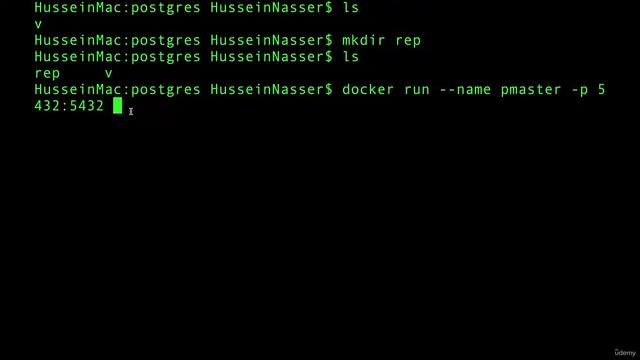 HusseinMac:postgres HusseinNasser$ ls
v
HusseinMac:postgres HusseinNasser$ mkdir rep
HusseinMac:postgres HusseinNasser$ ls
rep v
HusseinMac:postgres HusseinNasser$ docker run --name pmaster -p 5
432:5432
udemy